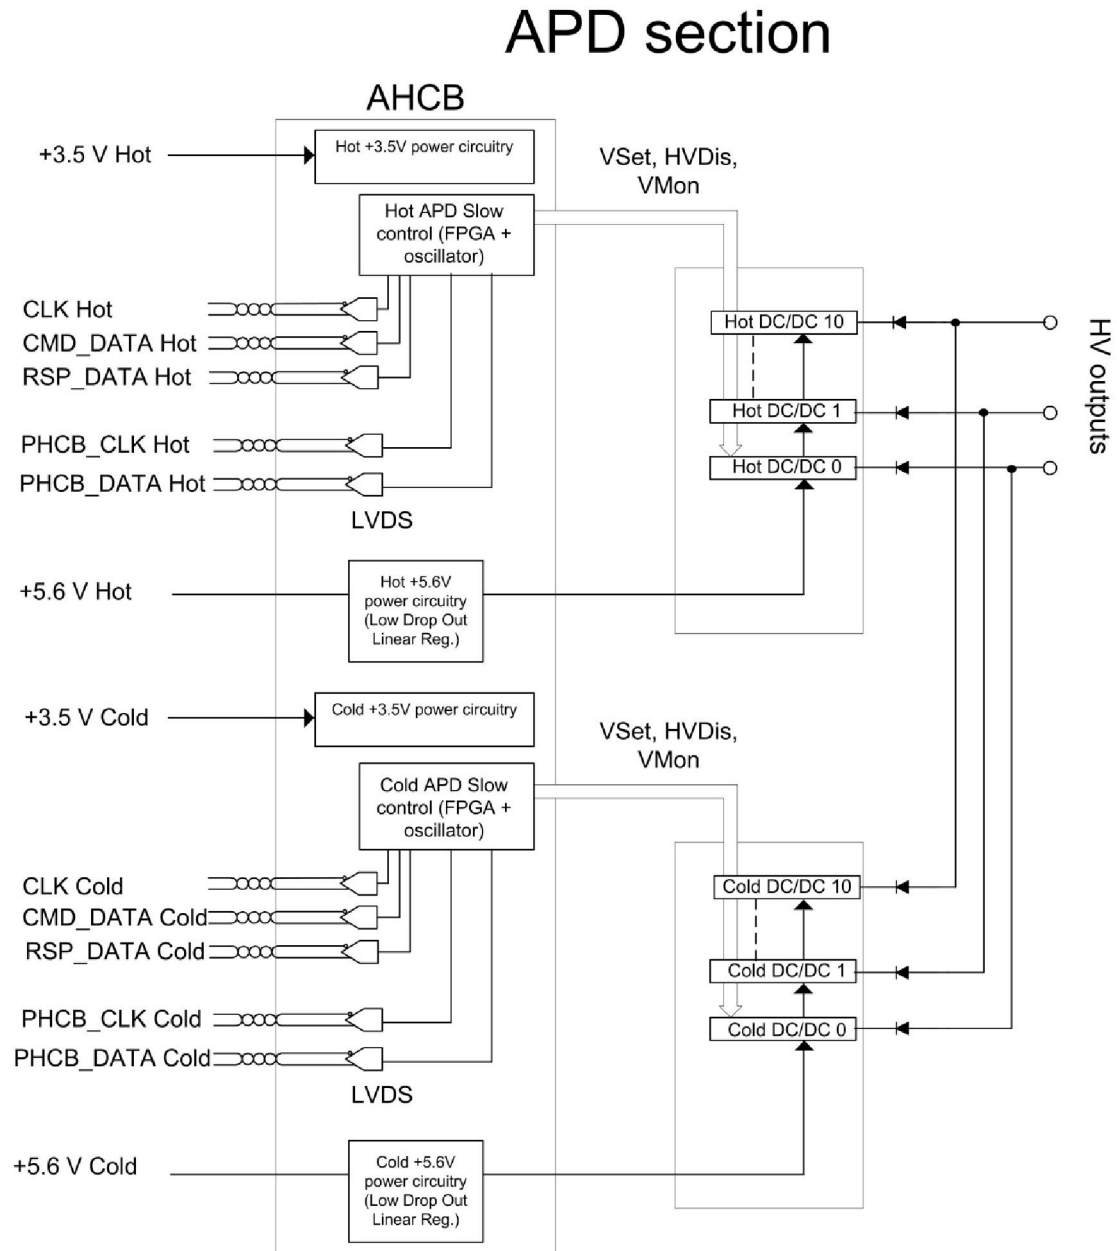 APD section
AHCB
+3.5 V Hot
Hot +3.5V power circuitry
VSet, HVDis,
VMon
Hot APD Slow
control (FPGA +
oscillator)
CLK Hot
CMD_DATA Hot
RSP_DATA Hot
PHCB_CLK Hot
PHCB_DATA Hot
LVDS
Hot DC/DC 10
Hot DC/DC 1
Hot DC/DC 0
HV outputs
+5.6 V Hot
Hot +5.6V
power circuitry
(Low Drop Out
Linear Reg.)
+3.5 V Cold
Cold +3.5V power circuitry
VSet, HVDis,
VMon
Cold APD Slow
control (FPGA +
oscillator)
CLK Cold
CMD_DATA Cold
RSP_DATA Cold
PHCB_CLK Cold
PHCB_DATA Cold
LVDS
Cold DC/DC 10
Cold DC/DC 1
Cold DC/DC 0
+5.6 V Cold
Cold +5.6V
power circuitry
(Low Drop Out
Linear Reg.)